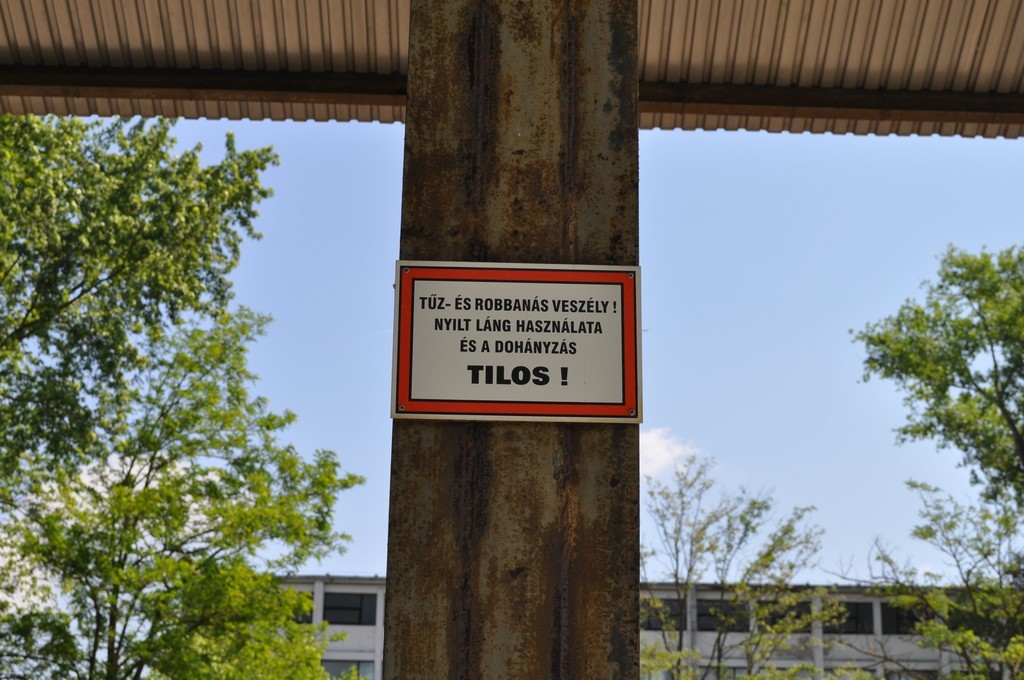 TŰZ- ÉS ROBBANÁS VESZÉLY !
NYILT LÁNG HASZNÁLATA
ÉS A DOHÁNYZÁS
TILOS !